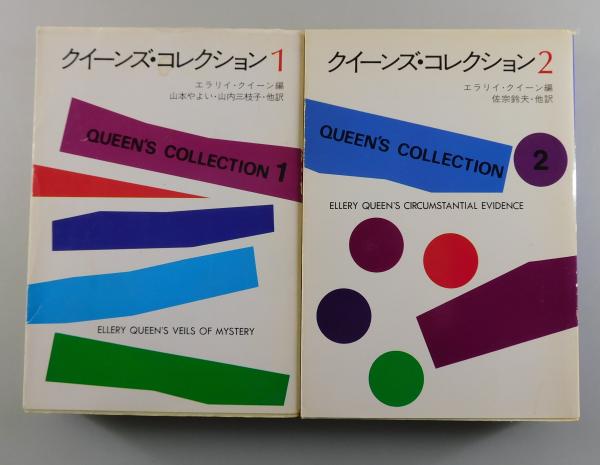 クイーンズ・コレクション1
エラリイ・クイーン編
山本やよい・山内三枝子・他訳
QUEEN'S COLLECTION 1
ELLERY QUEEN'S VEILS OF MYSTERY
クイーンズ・コレクション2
エラリイ・クイーン編
佐宗鈴夫・他訳
QUEEN'S COLLECTION 2
ELLERY QUEEN'S CIRCUMSTANTIAL EVIDENCE